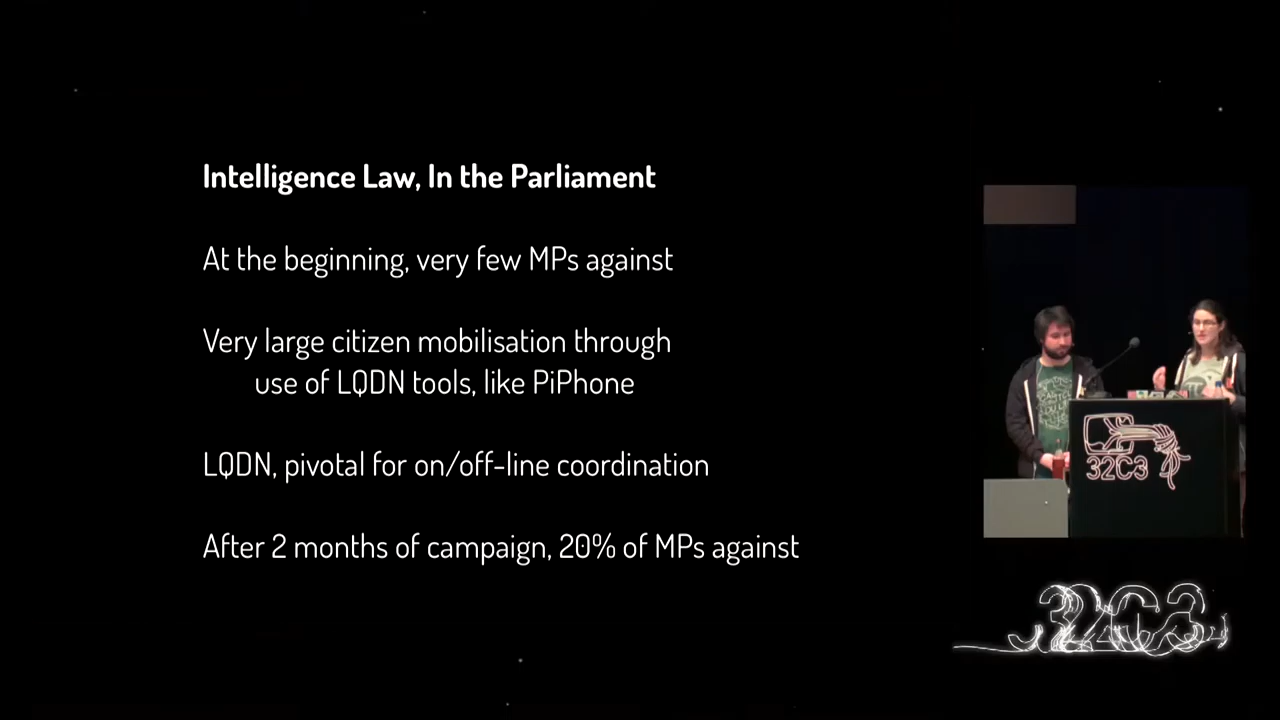 Intelligence Law, In the Parliament
At the beginning, very few MPs against
Very large citizen mobilisation through
use of LQDN tools, like PiPhone
LQDN, pivotal for on/off-line coordination
After 2 months of campaign, 20% of MPs against
32C3
32C3